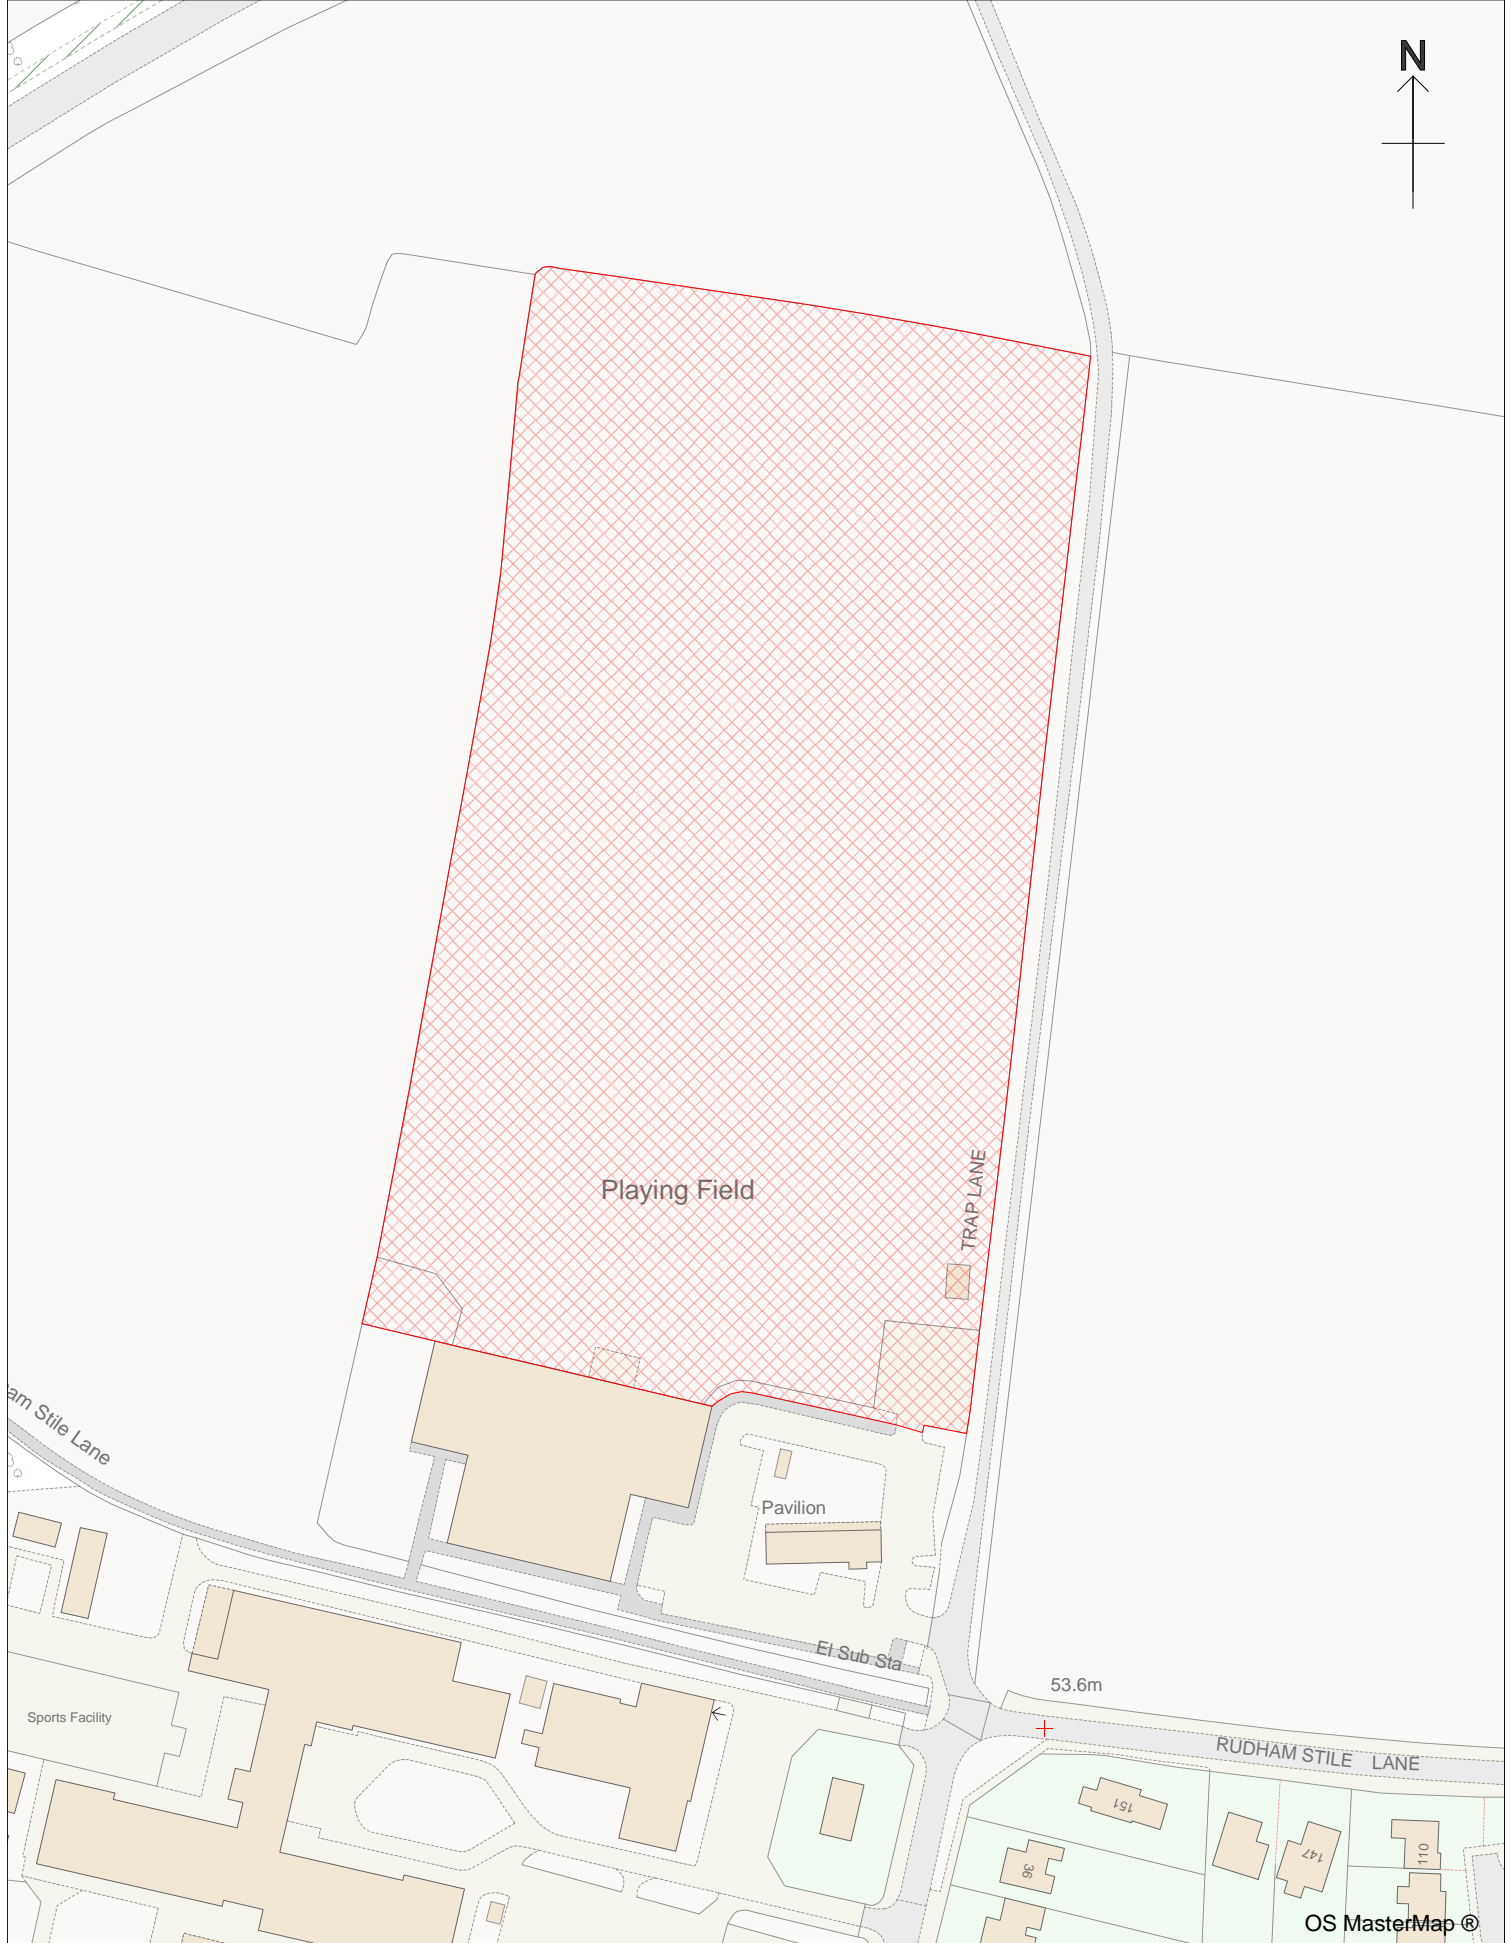 N
Playing Field
TRAP LANE
am Stile Lane
Pavilion
El Sub Sta
53.6m
Sports Facility
RUDHAM STILE LANE
151
147
36
110
OS MasterMap ®